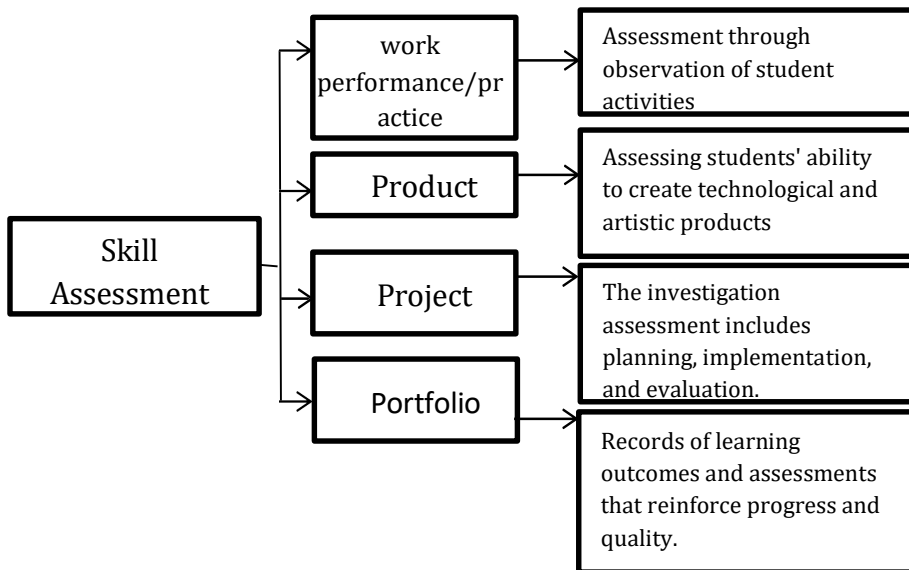 Skill
Assessment
work
performance/pr
actice
Assessment through
observation of student
activities
Product
Assessing students' ability
to create technological and
artistic products
Project
The investigation
assessment includes
planning, implementation,
and evaluation.
Portfolio
Records of learning
outcomes and assessments
that reinforce progress and
quality.